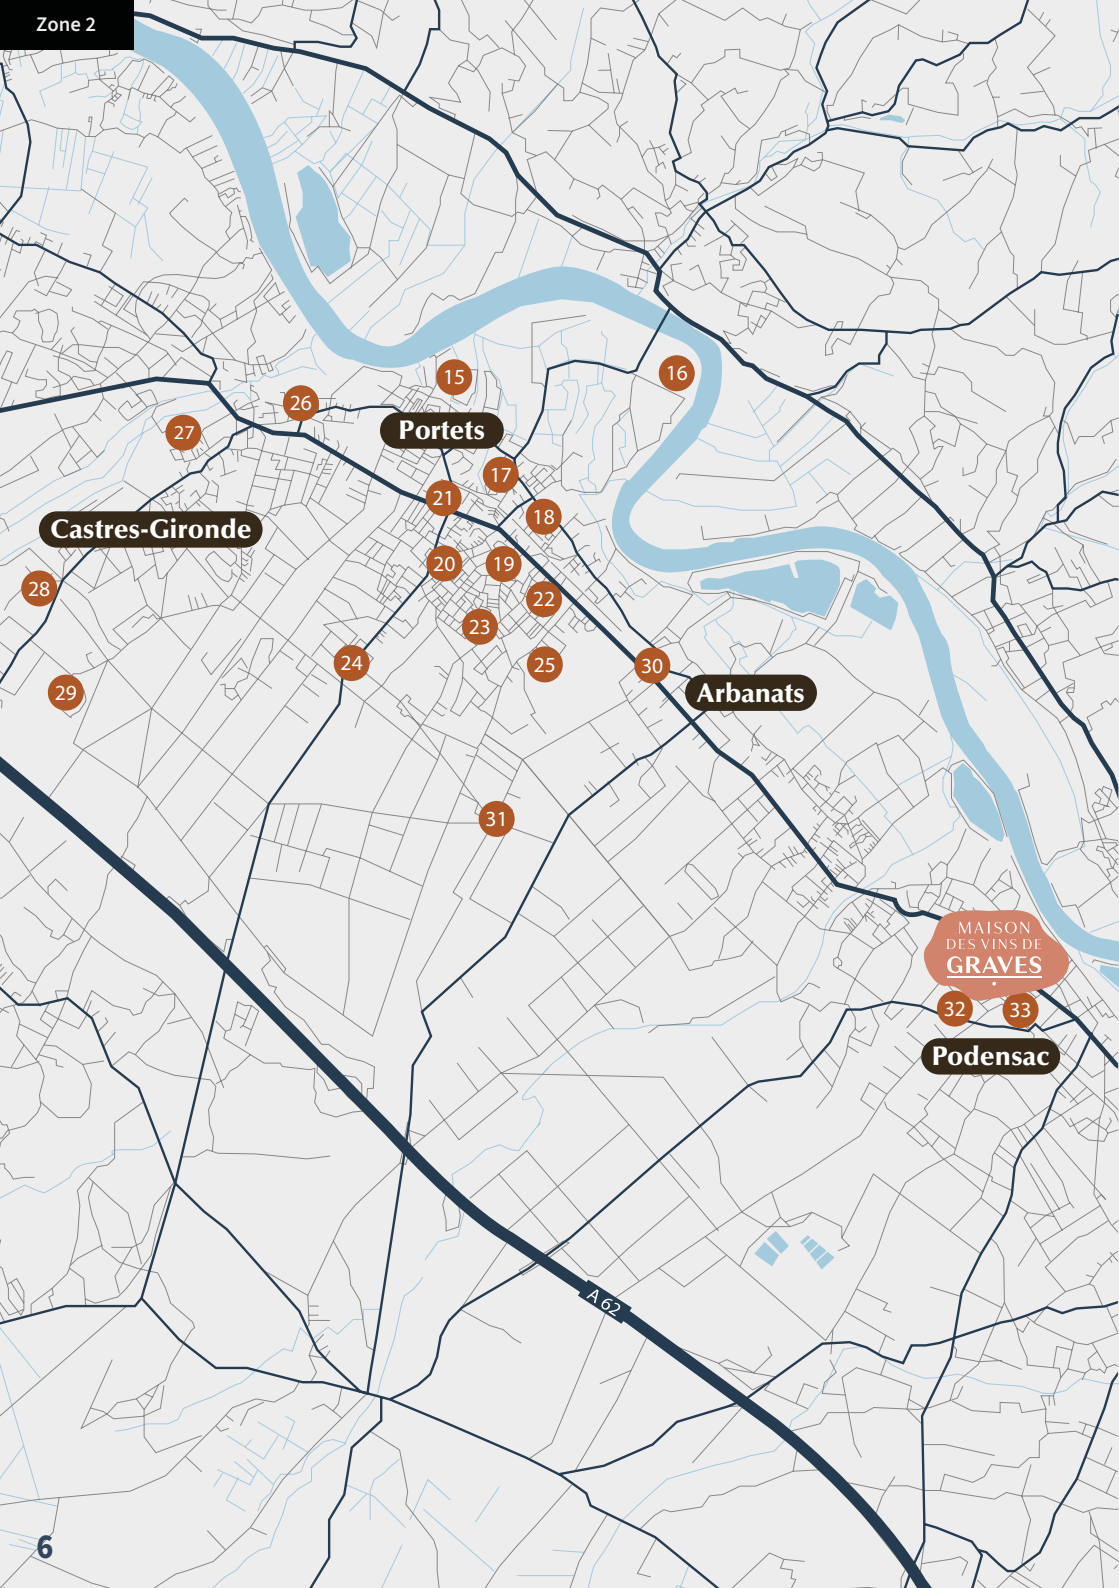 Zone 2
15
16
26
27
Portets
17
21
18
Castres-Gironde
20
19
28
22
23
24
25
30
29
Arbanats
31
MAISON
DES VINS DE
GRAVES
32
33
Podensac
A 62
6